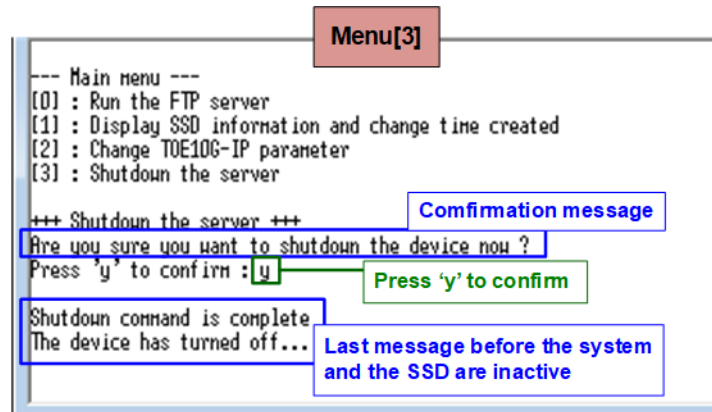 Menu[3]
--- Main menu ---
[0] : Run the FTP server
[1] : Display SSD information and change time created
[2] : Change TOE10G-IP parameter
[3] : Shutdown the server
+++ Shutdown the server +++
Comfirmation message
Are you sure you want to shutdown the device now ?
Press 'y' to confirm : y
Press ‘y’ to confirm
Shutdown command is complete
The device has turned off...
Last message before the system
and the SSD are inactive